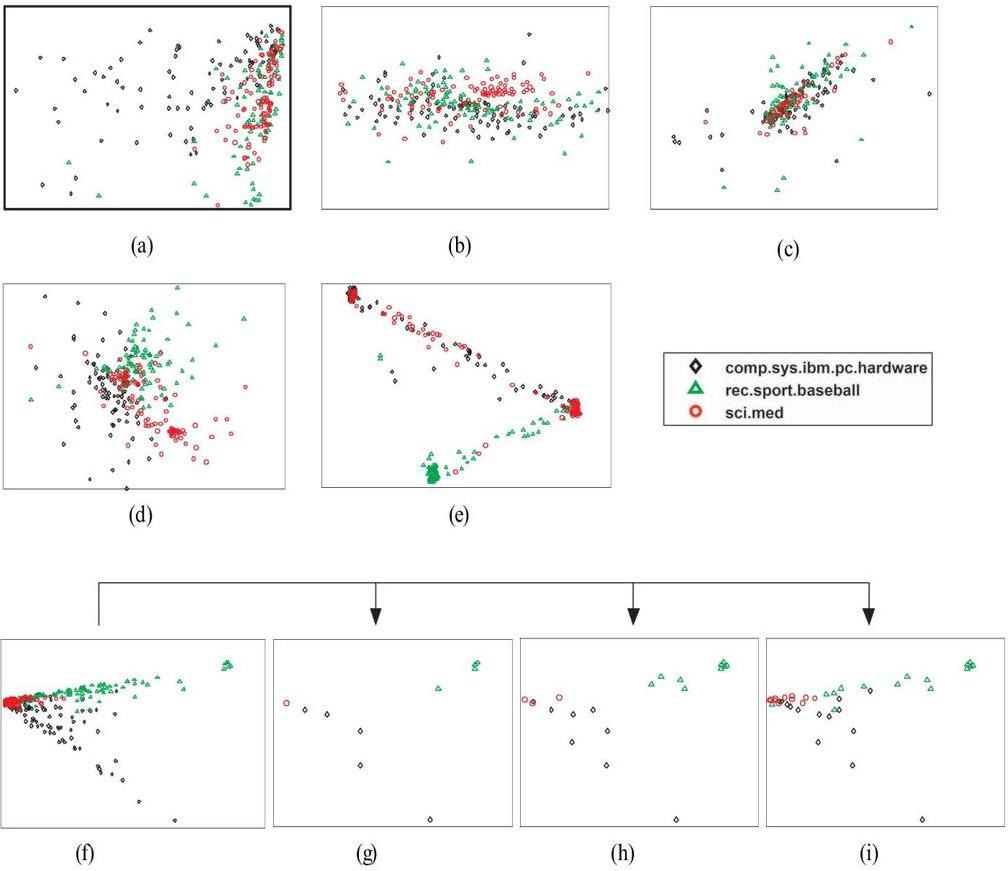 (a)
(b)
(c)
comp.sys.ibm.pc.hardware
rec.sport.baseball
sci.med
(d)
(e)
(f)
(g)
(h)
(i)